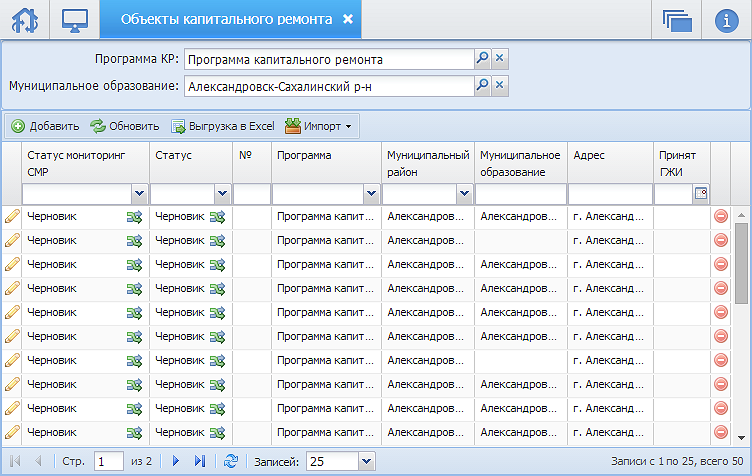 Объекты капитального ремонта
Программа КР: Программа капитального ремонта
Муниципальное образование: Александровск-Сахалинский р-н
Добавить Обновить Выгрузка в Excel Импорт
Статус мониторинг СМР Статус № Программа Муниципальный район Муниципальное образование Адрес Принят ГЖИ
Черновик Черновик Программа капит... Александров... Александров... г. Александ...
Черновик Черновик Программа капит... Александров... г. Александ...
Черновик Черновик Программа капит... Александров... Александров... г. Александ...
Черновик Черновик Программа капит... Александров... Александров... г. Александ...
Черновик Черновик Программа капит... Александров... Александров... г. Александ...
Черновик Черновик Программа капит... Александров... Александров... г. Александ...
Черновик Черновик Программа капит... Александров... г. Александ...
Черновик Черновик Программа капит... Александров... Александров... г. Александ...
Черновик Черновик Программа капит... Александров... Александров... г. Александ...
Черновик Черновик Программа капит... Александров... Александров... г. Александ...
Стр. 1 из 2 Записей: 25 Записи с 1 по 25, всего 50